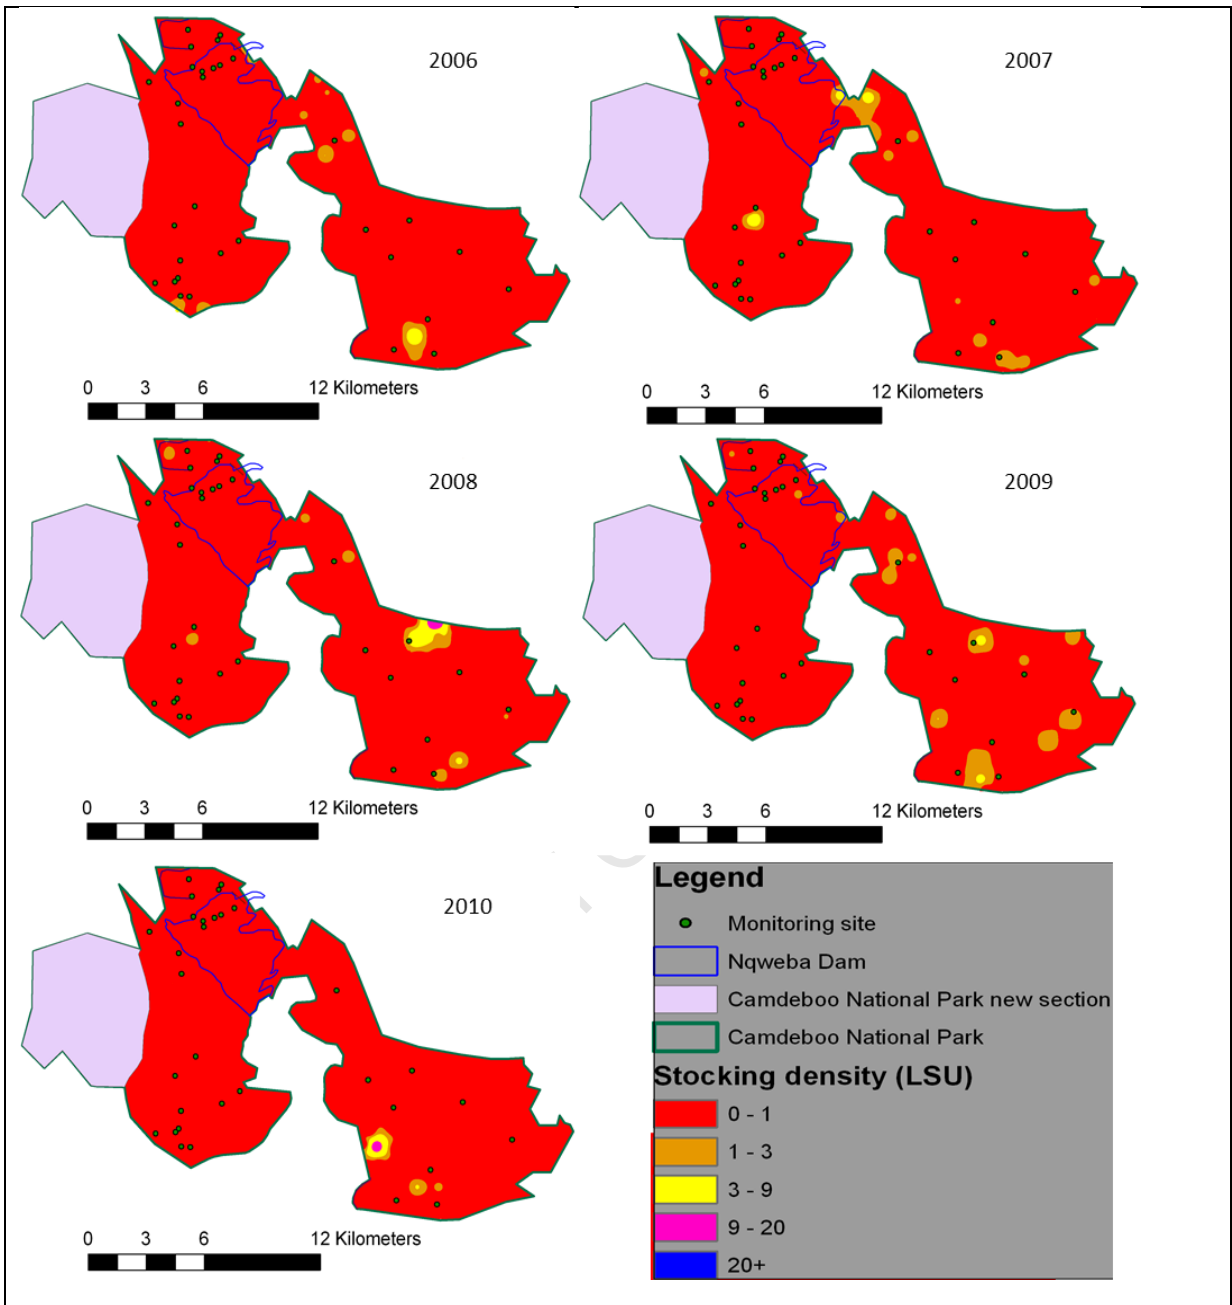 2006
2007
0 3 6 12 Kilometers
0 3 6 12 Kilometers
2008
2009
0 3 6 12 Kilometers
0 3 6 12 Kilometers
2010
0 3 6 12 Kilometers
Legend
Monitoring site
Nqweba Dam
Camdeboo National Park new section
Camdeboo National Park
Stocking density (LSU)
0 - 1
1 - 3
3 - 9
9 - 20
20+